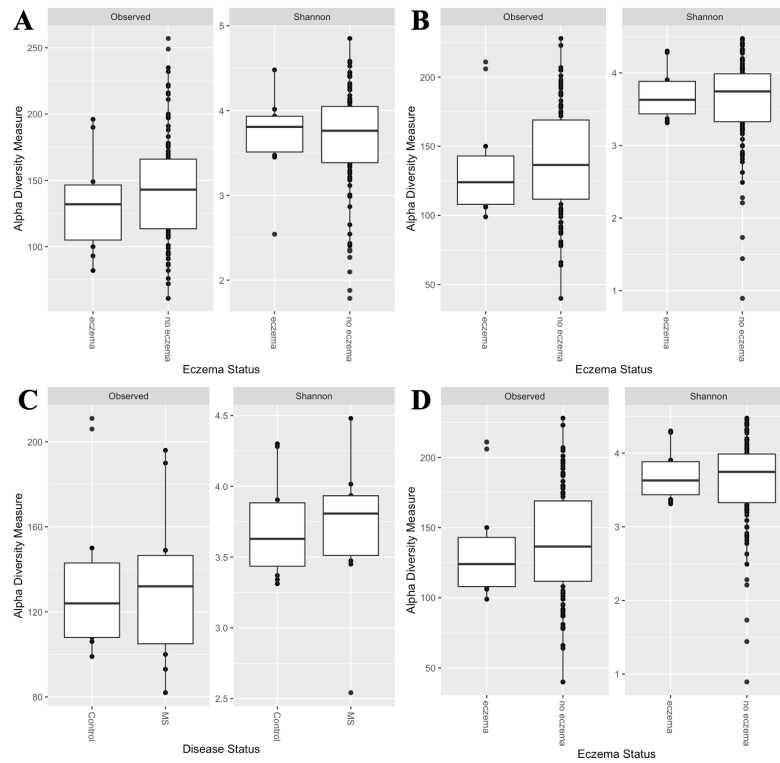 A
Observed
Shannon
Alpha Diversity Measure
250
200
150
100
5
4
3
2
eczema
no eczema
eczema
no eczema
Eczema Status
B
Observed
Shannon
Alpha Diversity Measure
200
150
100
50
4
3
2
1
eczema
no eczema
eczema
no eczema
Eczema Status
C
Observed
Shannon
Alpha Diversity Measure
200
160
120
80
4.5
4.0
3.5
3.0
2.5
Control
MS
Control
MS
Disease Status
D
Observed
Shannon
Alpha Diversity Measure
200
150
100
50
4
3
2
1
eczema
no eczema
eczema
no eczema
Eczema Status